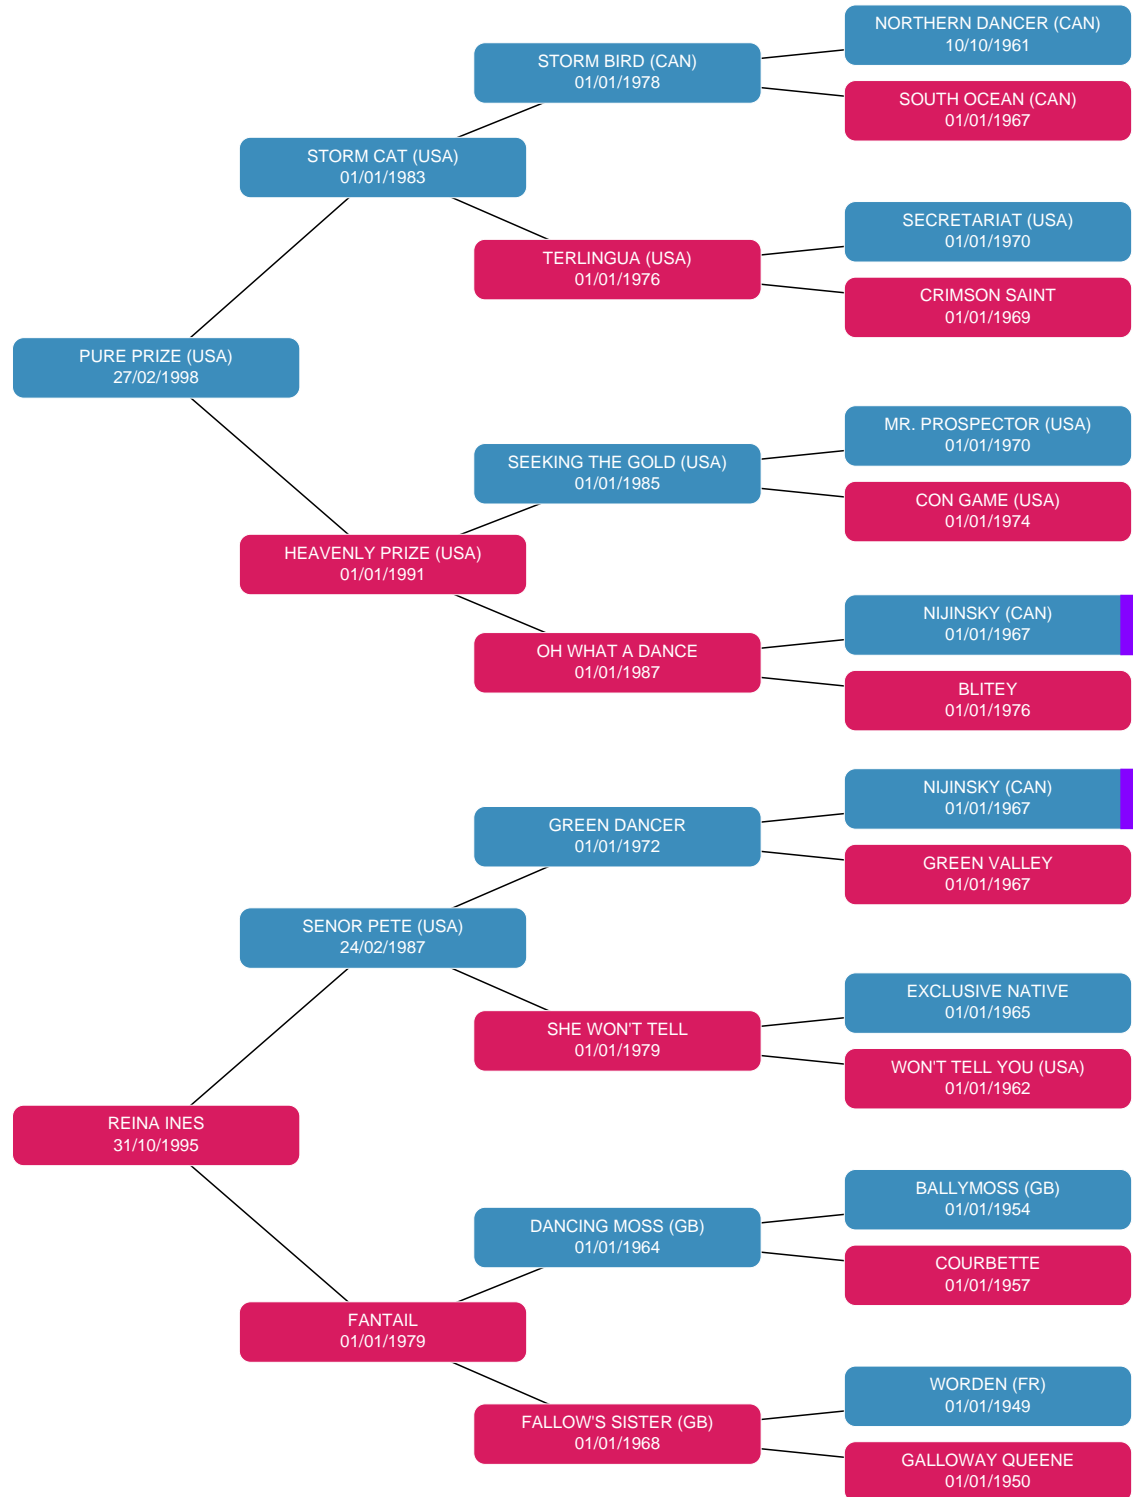 NORTHERN DANCER (CAN)
10/10/1961
STORM BIRD (CAN)
01/01/1978
SOUTH OCEAN (CAN)
01/01/1967
STORM CAT (USA)
01/01/1983
SECRETARIAT (USA)
01/01/1970
TERLINGUA (USA)
01/01/1976
CRIMSON SAINT
01/01/1969
PURE PRIZE (USA)
27/02/1998
MR. PROSPECTOR (USA)
01/01/1970
SEEKING THE GOLD (USA)
01/01/1985
CON GAME (USA)
01/01/1974
HEAVENLY PRIZE (USA)
01/01/1991
NIJINSKY (CAN)
01/01/1967
OH WHAT A DANCE
01/01/1987
BLITEY
01/01/1976
NIJINSKY (CAN)
01/01/1967
GREEN DANCER
01/01/1972
GREEN VALLEY
01/01/1967
SENOR PETE (USA)
24/02/1987
EXCLUSIVE NATIVE
01/01/1965
SHE WON'T TELL
01/01/1979
WON'T TELL YOU (USA)
01/01/1962
REINA INES
31/10/1995
BALLYMOSS (GB)
01/01/1954
DANCING MOSS (GB)
01/01/1964
COURBETTE
01/01/1957
FANTAIL
01/01/1979
WORDEN (FR)
01/01/1949
FALLOW'S SISTER (GB)
01/01/1968
GALLOWAY QUEENE
01/01/1950